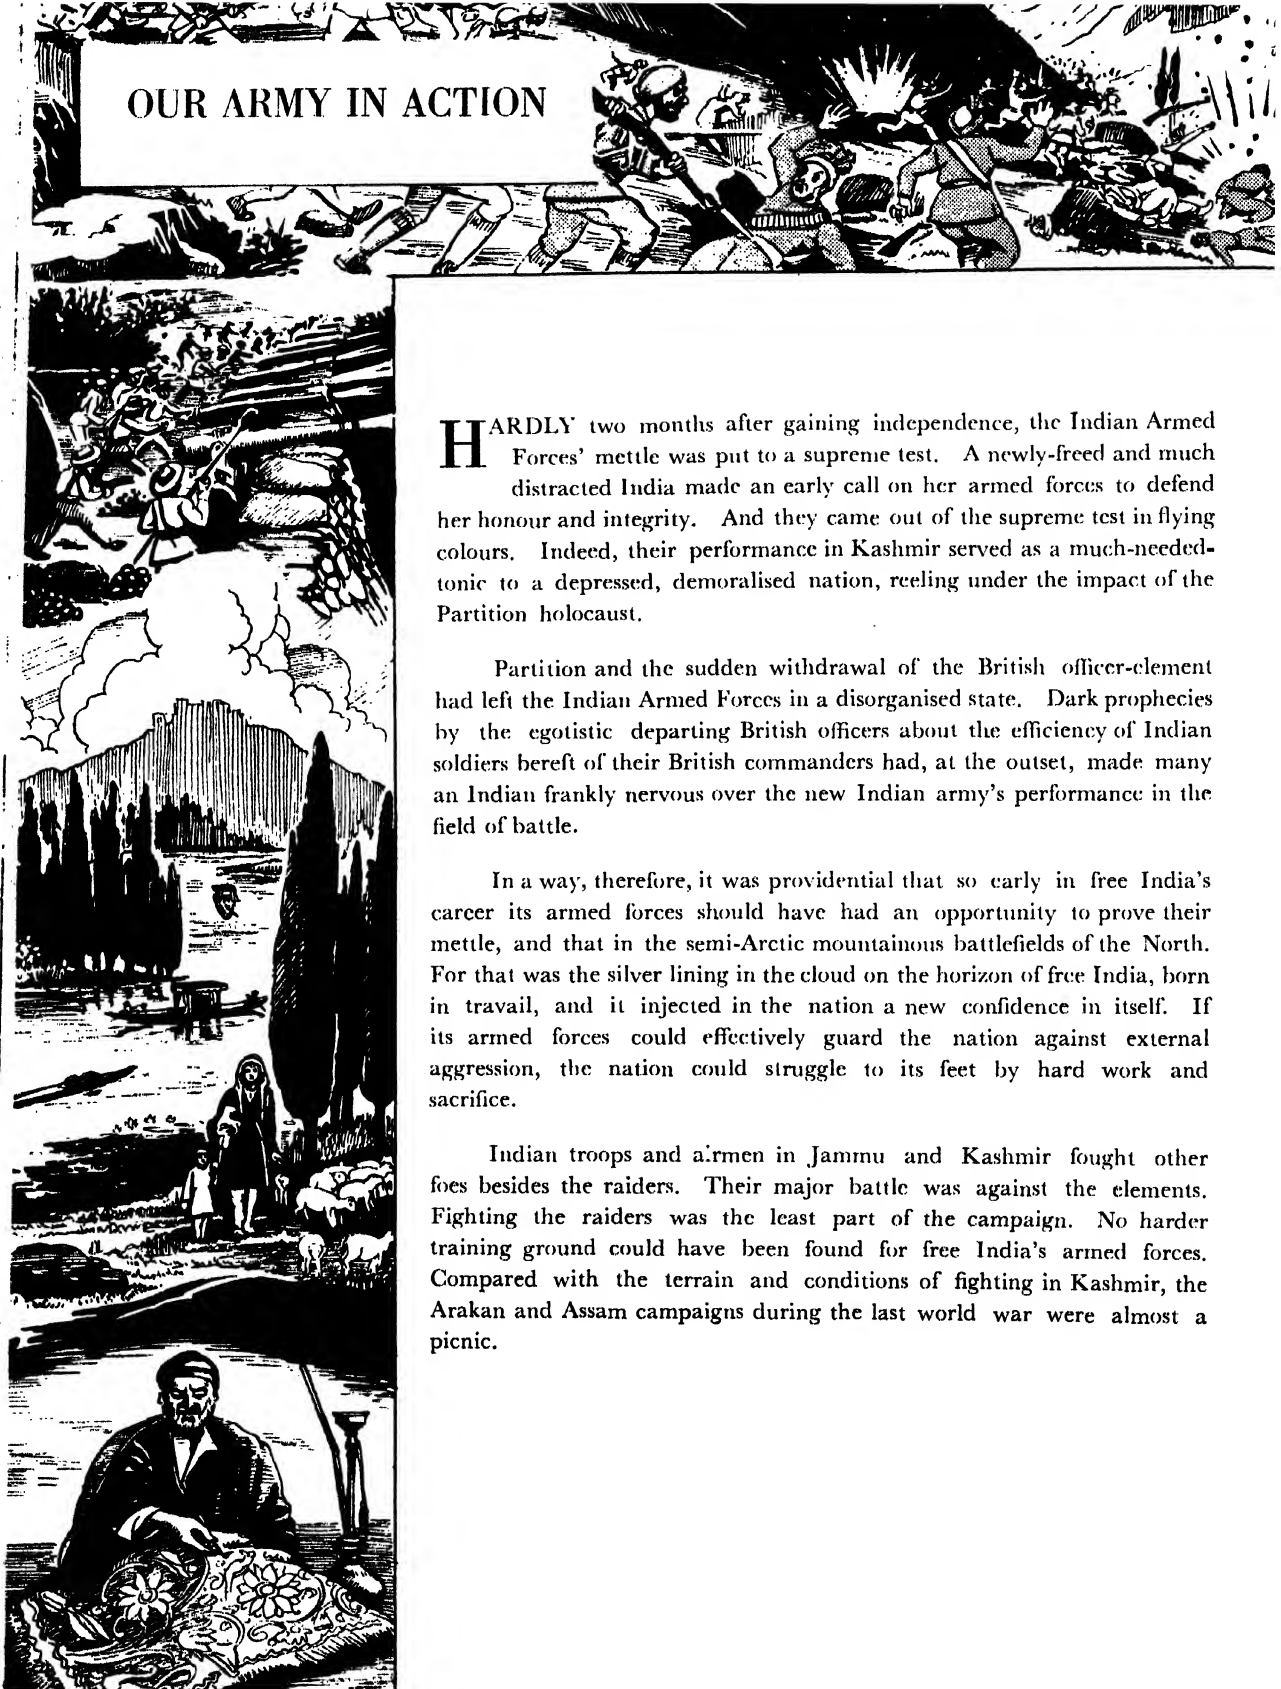 OUR ARMY IN ACTION
HARDLY two months after gaining independence, the Indian Armed
Forces' mettle was put to a supreme test. A newly-freed and much
distracted India made an early call on her armed forces to defend
her honour and integrity. And they came out of the supreme test in flying
colours. Indeed, their performance in Kashmir served as a much-needed-
tonic to a depressed, demoralised nation, reeling under the impact of the
Partition holocaust.
Partition and the sudden withdrawal of the British officer-element
had left the Indian Armed Forces in a disorganised state. Dark prophecies
by the egotistic departing British officers about the efficiency of Indian
soldiers bereft of their British commanders had, at the outset, made many
an Indian frankly nervous over the new Indian army's performance in the
field of battle.
In a way, therefore, it was providential that so early in free India's
career its armed forces should have had an opportunity to prove their
mettle, and that in the semi-Arctic mountainous battlefields of the North.
For that was the silver lining in the cloud on the horizon of free India, born
in travail, and it injected in the nation a new confidence in itself. If
its armed forces could effectively guard the nation against external
aggression, the nation could struggle to its feet by hard work and
sacrifice.
Indian troops and airmen in Jammu and Kashmir fought other
foes besides the raiders. Their major battle was against the elements.
Fighting the raiders was the least part of the campaign. No harder
training ground could have been found for free India's armed forces.
Compared with the terrain and conditions of fighting in Kashmir, the
Arakan and Assam campaigns during the last world war were almost a
picnic.